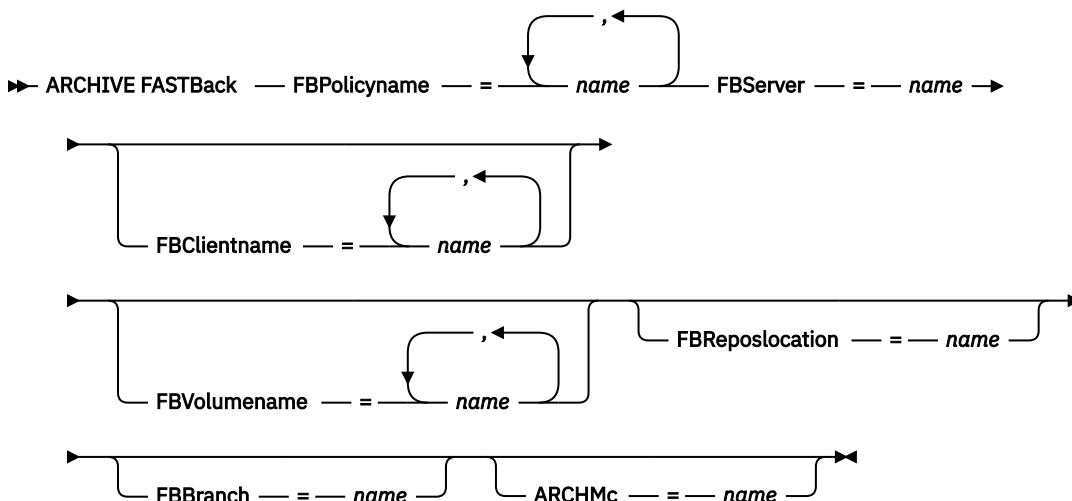 ,
ARCHIVE FASTBack FBPolicyname = name FBServer = name
,
FBClientname = name
FBReposlocation = name
,
FBVolumename = name
FBBranch = name ARCHMc = name